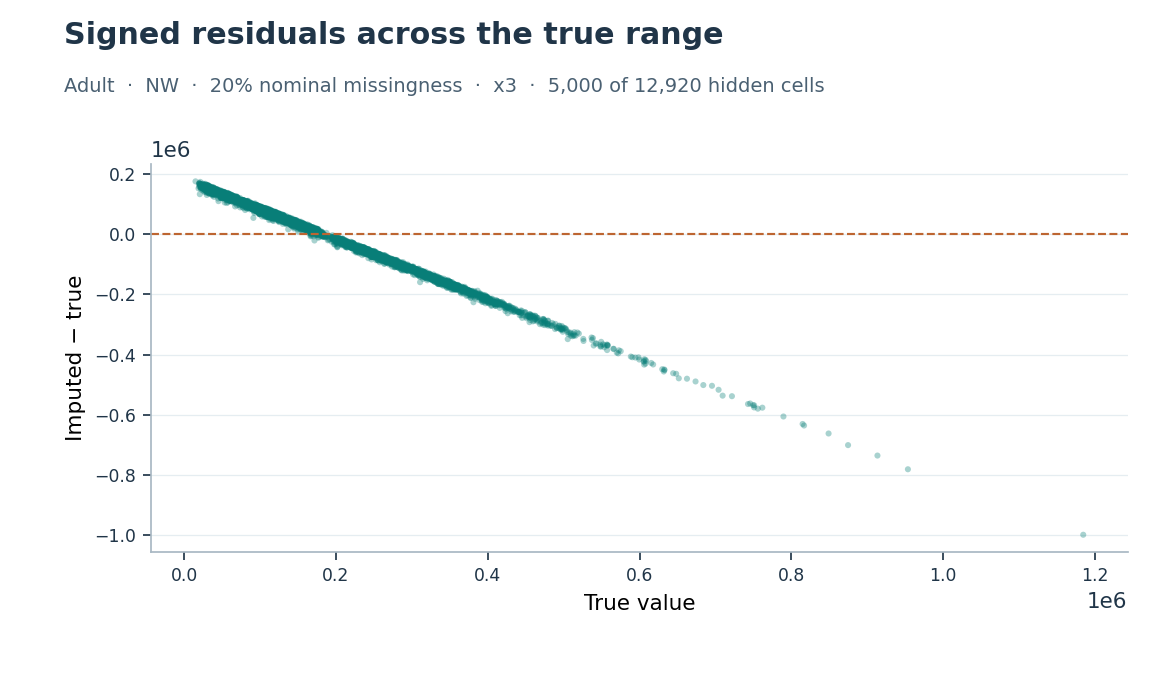 Signed residuals across the true range
Adult · NW · 20% nominal missingness · x3 · 5,000 of 12,920 hidden cells
1e6
0.2
0.0
−0.2
−0.4
−0.6
−0.8
−1.0
Imputed − true
0.0 0.2 0.4 0.6 0.8 1.0 1.2
True value
1e6